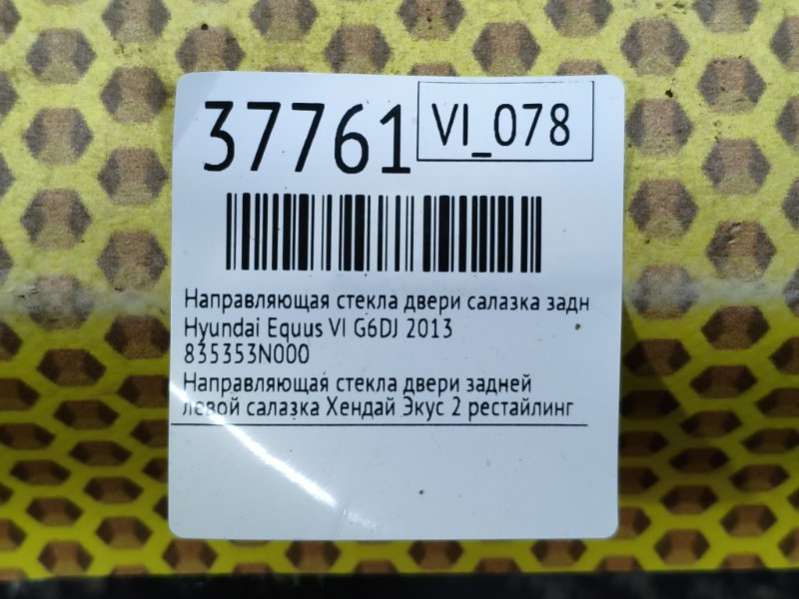 37761
VI_078
Направляющая стекла двери салазка задн
Hyundai Equus VI G6DJ 2013
835353N000
Направляющая стекла двери задней
левой салазка Хендай Экус 2 рестайлинг